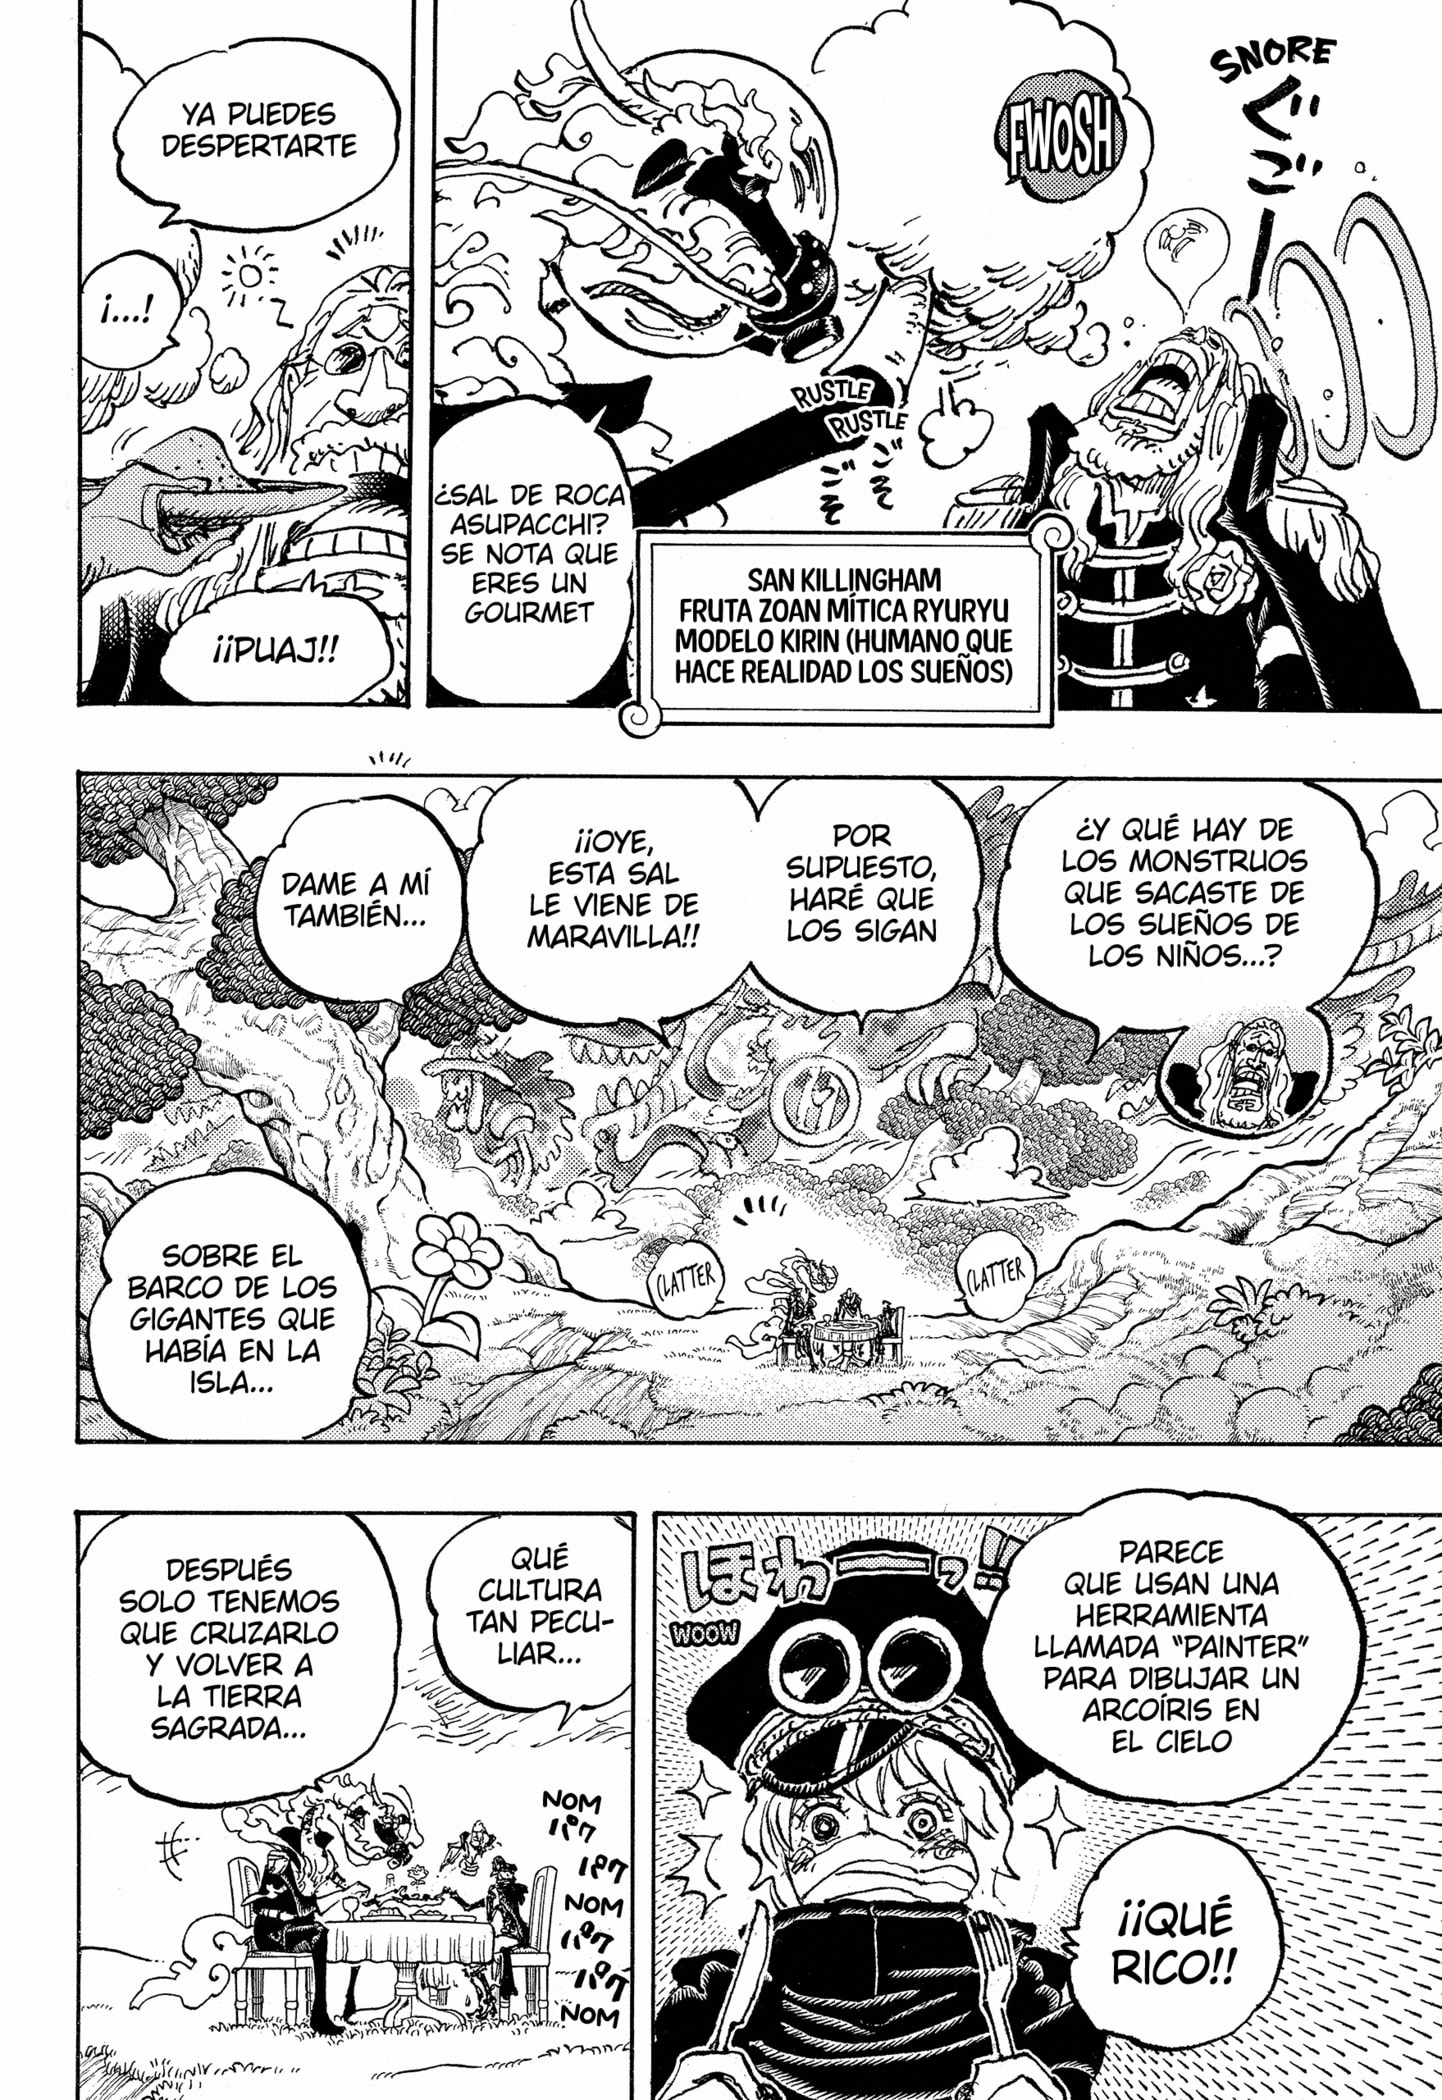 SNORE
ぐご
FWOSH
RUSTLE
RUSTLE
ごそ
ごそ
¿SAL DE ROCA
ASUPACCHI?
SE NOTA QUE
ERES UN
GOURMET
SAN KILLINGHAM
FRUTA ZOAN MÍTICA RYURYU
MODELO KIRIN (HUMANO QUE
HACE REALIDAD LOS SUEÑOS)
YA PUEDES
DESPERTARTE
¡...!
¡¡PUAJ!!
¿Y QUÉ HAY DE
LOS MONSTRUOS
QUE SACASTE DE
LOS SUEÑOS DE
LOS NIÑOS...?
POR
SUPUESTO,
HARÉ QUE
LOS SIGAN
¡¡OYE,
ESTA SAL
LE VIENE DE
MARAVILLA!!
DAME A MÍ
TAMBIÉN...
CLATTER
CLATTER
SOBRE EL
BARCO DE LOS
GIGANTES QUE
HABÍA EN LA
ISLA...
PARECE
QUE USAN UNA
HERRAMIENTA
LLAMADA “PAINTER”
PARA DIBUJAR UN
ARCOÍRIS EN
EL CIELO
ほわーっ!!
WOOW
¡¡QUÉ
RICO!!
QUÉ
CULTURA
TAN PECU-
LIAR...
DESPUÉS
SOLO TENEMOS
QUE CRUZARLO
Y VOLVER A
LA TIERRA
SAGRADA...
NOM
パク
パク
NOM
パク
パク
NOM